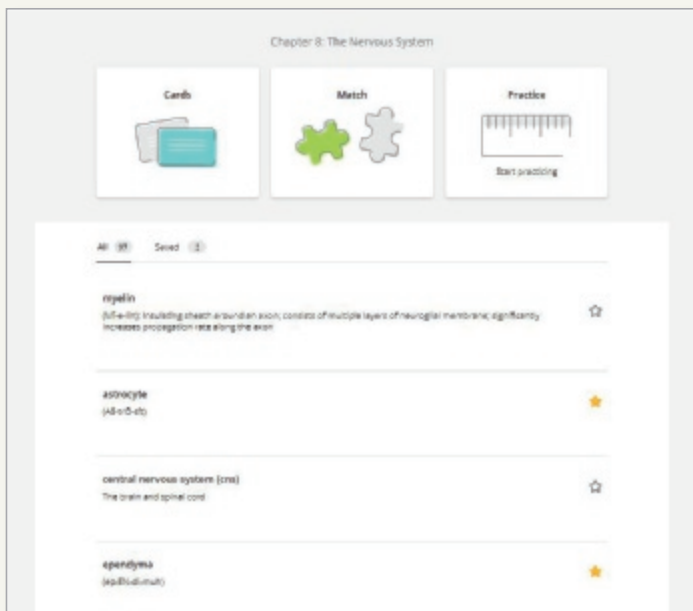 Chapter 8: The Nervous System
Cards
Match
Practice
Start practicing
All
Saved 2
myelin
insulating sheath around an axon; consists of multiple layers of neuroglial membrane; significantly
increases propagation rate along the axon
astrocyte
central nervous system (cns)
The brain and spinal cord
ependyma